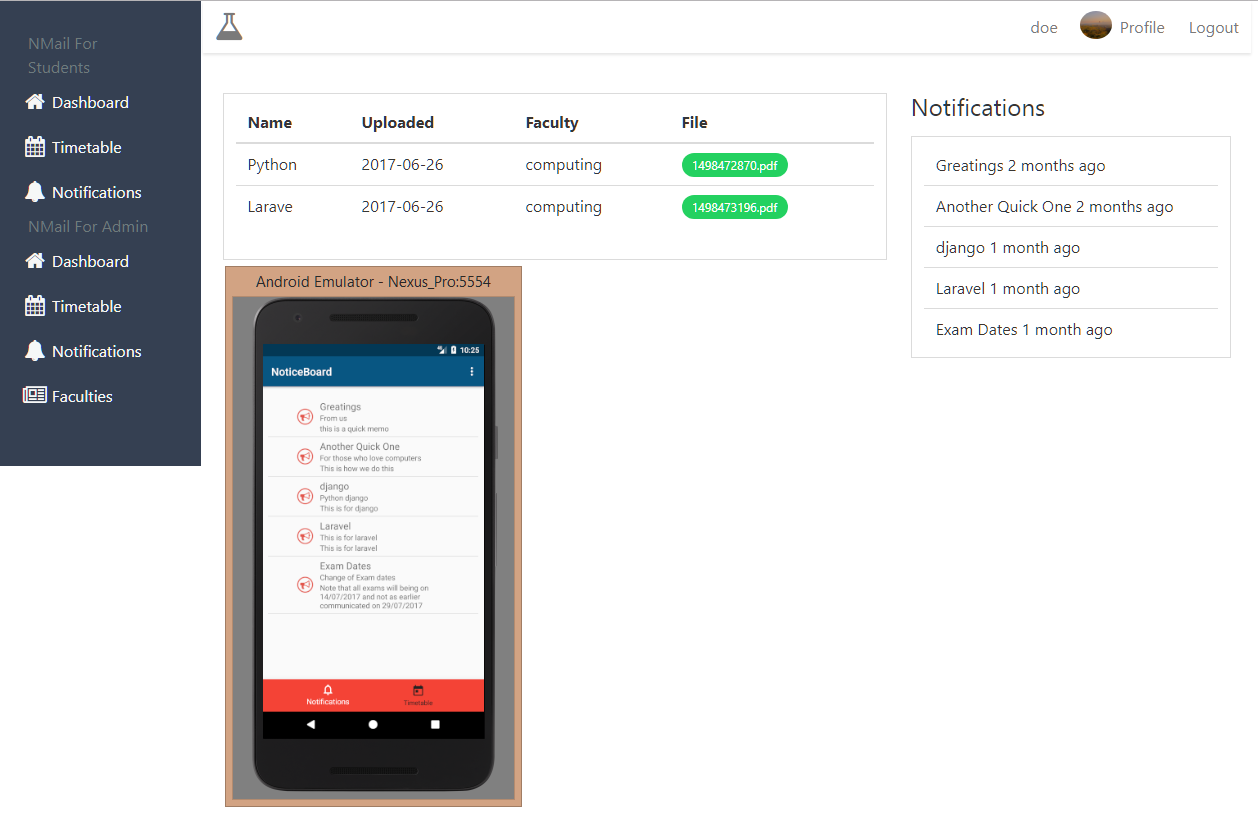 NMail For
Students
Dashboard
Timetable
Notifications
NMail For Admin
Dashboard
Timetable
Notifications
Faculties
doe Profile Logout
Name Uploaded Faculty File
Python 2017-06-26 computing 1498472870.pdf
Larave 2017-06-26 computing 1498473196.pdf
Notifications
Greatings 2 months ago
Another Quick One 2 months ago
django 1 month ago
Laravel 1 month ago
Exam Dates 1 month ago
Android Emulator - Nexus_Pro:5554
10:25
NoticeBoard
Greatings
From us
this is a quick memo
Another Quick One
For those who love computers
This is how we do this
django
Python django
This is for django
Laravel
This is for laravel
This is for laravel
Exam Dates
Change of Exam dates
Note that all exams will being on
14/07/2017 and not as earlier
communicated on 29/07/2017
Notifications Timetable